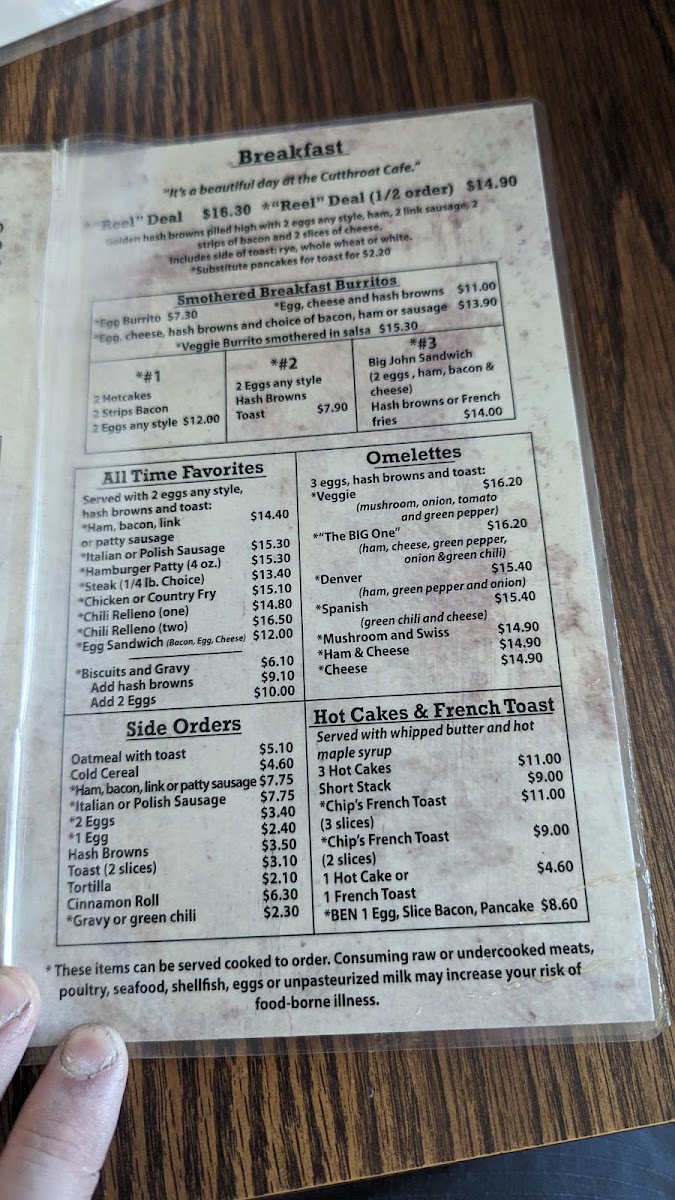 Breakfast
"It's a beautiful day at the Cutthroat Cafe."
*"Reel" Deal $16.30 *"Reel" Deal (1/2 order) $14.90
Golden hash browns piled high with 2 eggs any style, ham, 2 link sausage, 2
strips of bacon and 2 slices of cheese.
Includes side of toast: rye, whole wheat or white.
*Substitute pancakes for toast for $2.20
Smothered Breakfast Burritos
*Egg Burrito $7.30 *Egg, cheese and hash browns $11.00
*Egg, cheese, hash browns and choice of bacon, ham or sausage $13.90
*Veggie Burrito smothered in salsa $15.30
*#1
2 Hotcakes
2 Strips Bacon
2 Eggs any style $12.00
*#2
2 Eggs any style
Hash Browns
Toast $7.90
*#3
Big John Sandwich
(2 eggs , ham, bacon &
cheese)
Hash browns or French
fries $14.00
All Time Favorites
Served with 2 eggs any style,
hash browns and toast:
*Ham, bacon, link $14.40
or patty sausage
*Italian or Polish Sausage $15.30
*Hamburger Patty (4 oz.) $15.30
*Steak (1/4 lb. Choice) $13.40
*Chicken or Country Fry $15.10
*Chili Relleno (one) $14.80
*Chili Relleno (two) $16.50
*Egg Sandwich (Bacon, Egg, Cheese) $12.00
*Biscuits and Gravy $6.10
Add hash browns $9.10
Add 2 Eggs $10.00
Omelettes
3 eggs, hash browns and toast:
*Veggie $16.20
(mushroom, onion, tomato
and green pepper)
*"The BIG One" $16.20
(ham, cheese, green pepper,
onion &green chili)
*Denver $15.40
(ham, green pepper and onion)
*Spanish $15.40
(green chili and cheese)
*Mushroom and Swiss $14.90
*Ham & Cheese $14.90
*Cheese $14.90
Side Orders
Oatmeal with toast $5.10
Cold Cereal $4.60
*Ham, bacon, link or patty sausage $7.75
*Italian or Polish Sausage $7.75
*2 Eggs $3.40
*1 Egg $2.40
Hash Browns $3.50
Toast (2 slices) $3.10
Tortilla $2.10
Cinnamon Roll $6.30
*Gravy or green chili $2.30
Hot Cakes & French Toast
Served with whipped butter and hot
maple syrup
3 Hot Cakes $11.00
Short Stack $9.00
*Chip's French Toast $11.00
(3 slices)
*Chip's French Toast $9.00
(2 slices)
1 Hot Cake or $4.60
1 French Toast
*BEN 1 Egg, Slice Bacon, Pancake $8.60
* These items can be served cooked to order. Consuming raw or undercooked meats,
poultry, seafood, shellfish, eggs or unpasteurized milk may increase your risk of
food-borne illness.